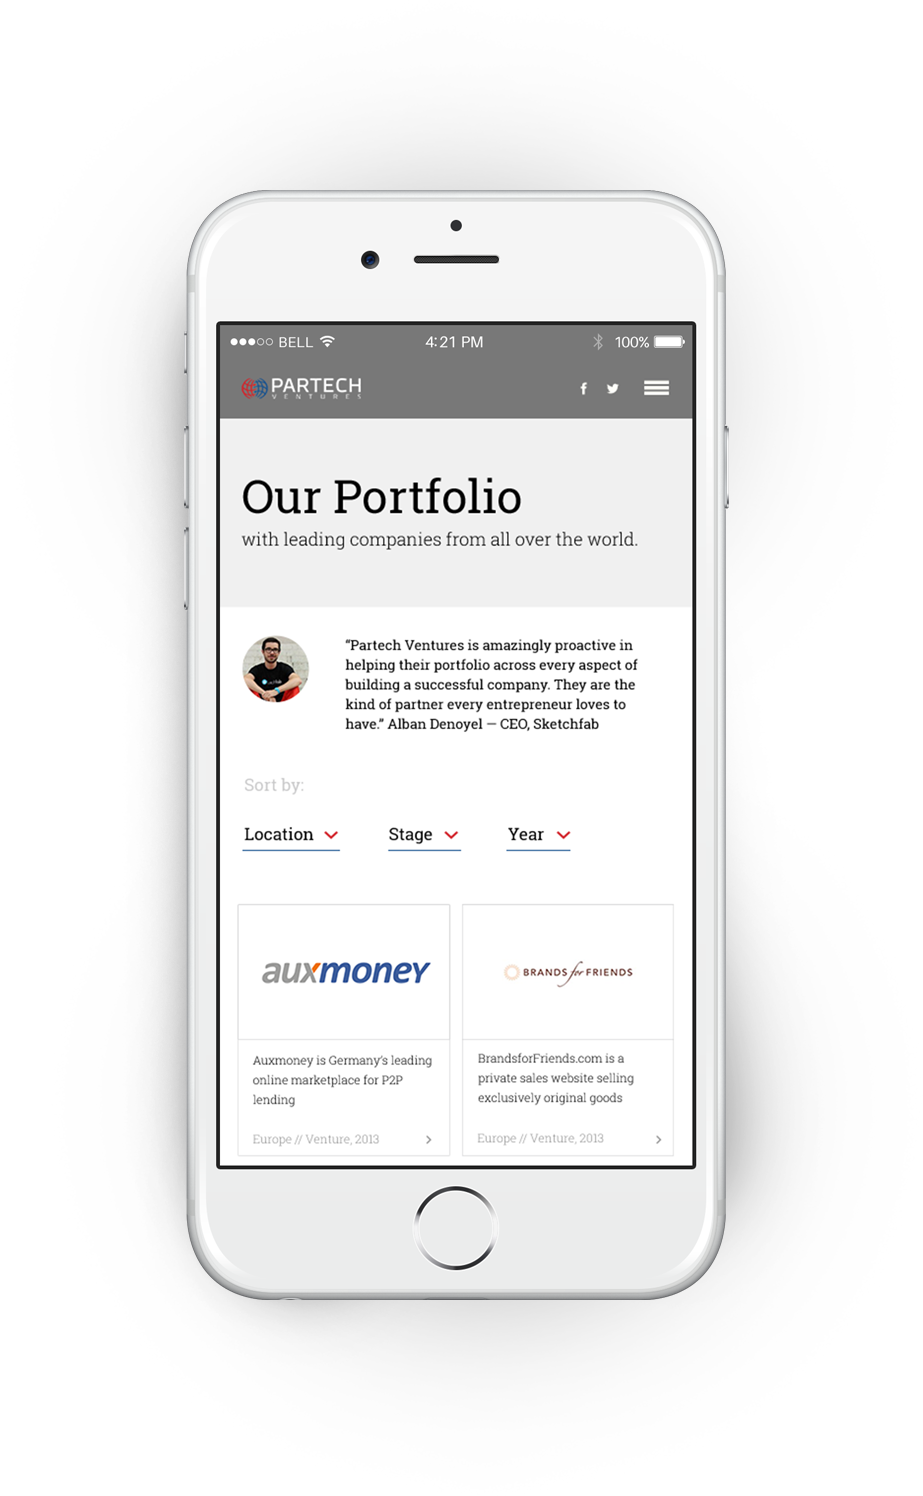 BELL 4:21 PM 100%
PARTECH
VENTURES
Our Portfolio
with leading companies from all over the world.
“Partech Ventures is amazingly proactive in
helping their portfolio across every aspect of
building a successful company. They are the
kind of partner every entrepreneur loves to
have.” Alban Denoyel — CEO, Sketchfab
Sort by:
Location Stage Year
auxmoney
Auxmoney is Germany’s leading
online marketplace for P2P
lending
Europe // Venture, 2013
BRANDS for FRIENDS
BrandsforFriends.com is a
private sales website selling
exclusively original goods
Europe // Venture, 2013